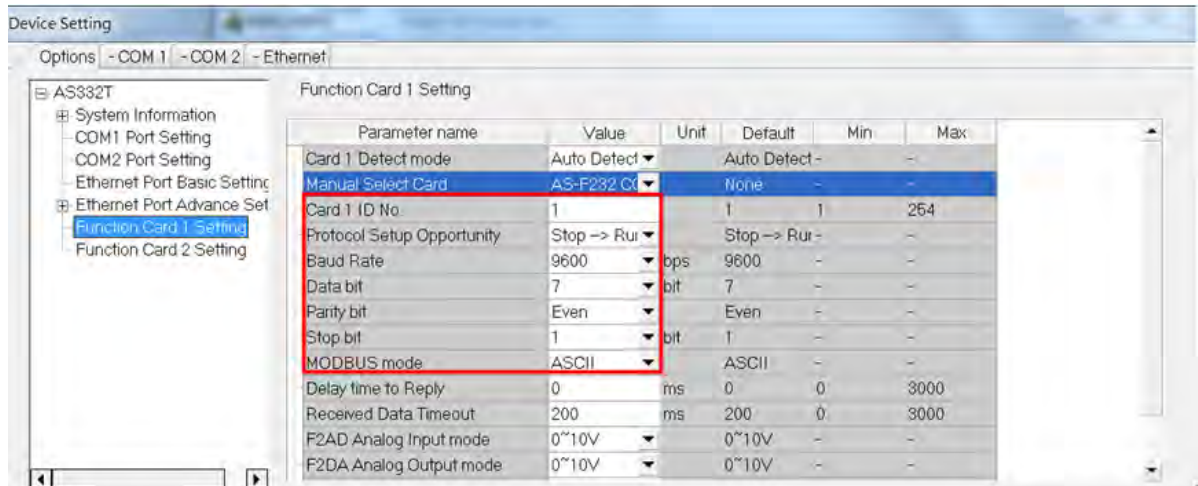 Device Setting
Options - COM 1 - COM 2 - Ethernet
AS332T
System Information
COM1 Port Setting
COM2 Port Setting
Ethernet Port Basic Setting
Ethernet Port Advance Set
Function Card 1 Setting
Function Card 2 Setting
Function Card 1 Setting
Parameter name Value Unit Default Min Max
Card 1 Detect mode Auto Detect Auto Detect - -
Manual Select Card AS-F232 CC None - -
Card 1 ID No. 1 1 1 254
Protocol Setup Opportunity Stop -> Rur Stop -> Rur - -
Baud Rate 9600 bps 9600 - -
Data bit 7 bit 7 - -
Parity bit Even Even - -
Stop bit 1 bit 1 - -
MODBUS mode ASCII ASCII - -
Delay time to Reply 0 ms 0 0 3000
Received Data Timeout 200 ms 200 0 3000
F2AD Analog Input mode 0~10V 0~10V - -
F2DA Analog Output mode 0~10V 0~10V - -